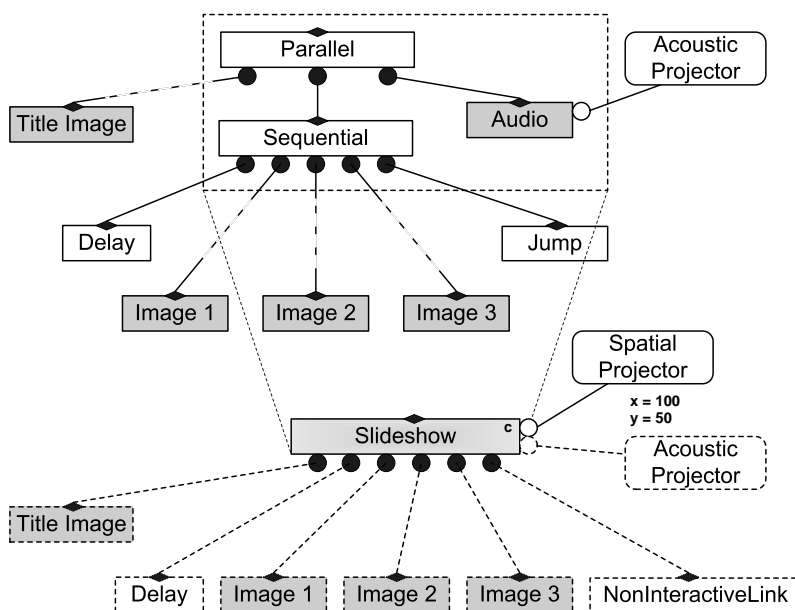 Parallel
Acoustic
Projector
Title Image
Audio
Sequential
Delay
Jump
Image 1
Image 2
Image 3
Spatial
Projector
x = 100
y = 50
c
Slideshow
Acoustic
Projector
Title Image
Delay
Image 1
Image 2
Image 3
NonInteractiveLink